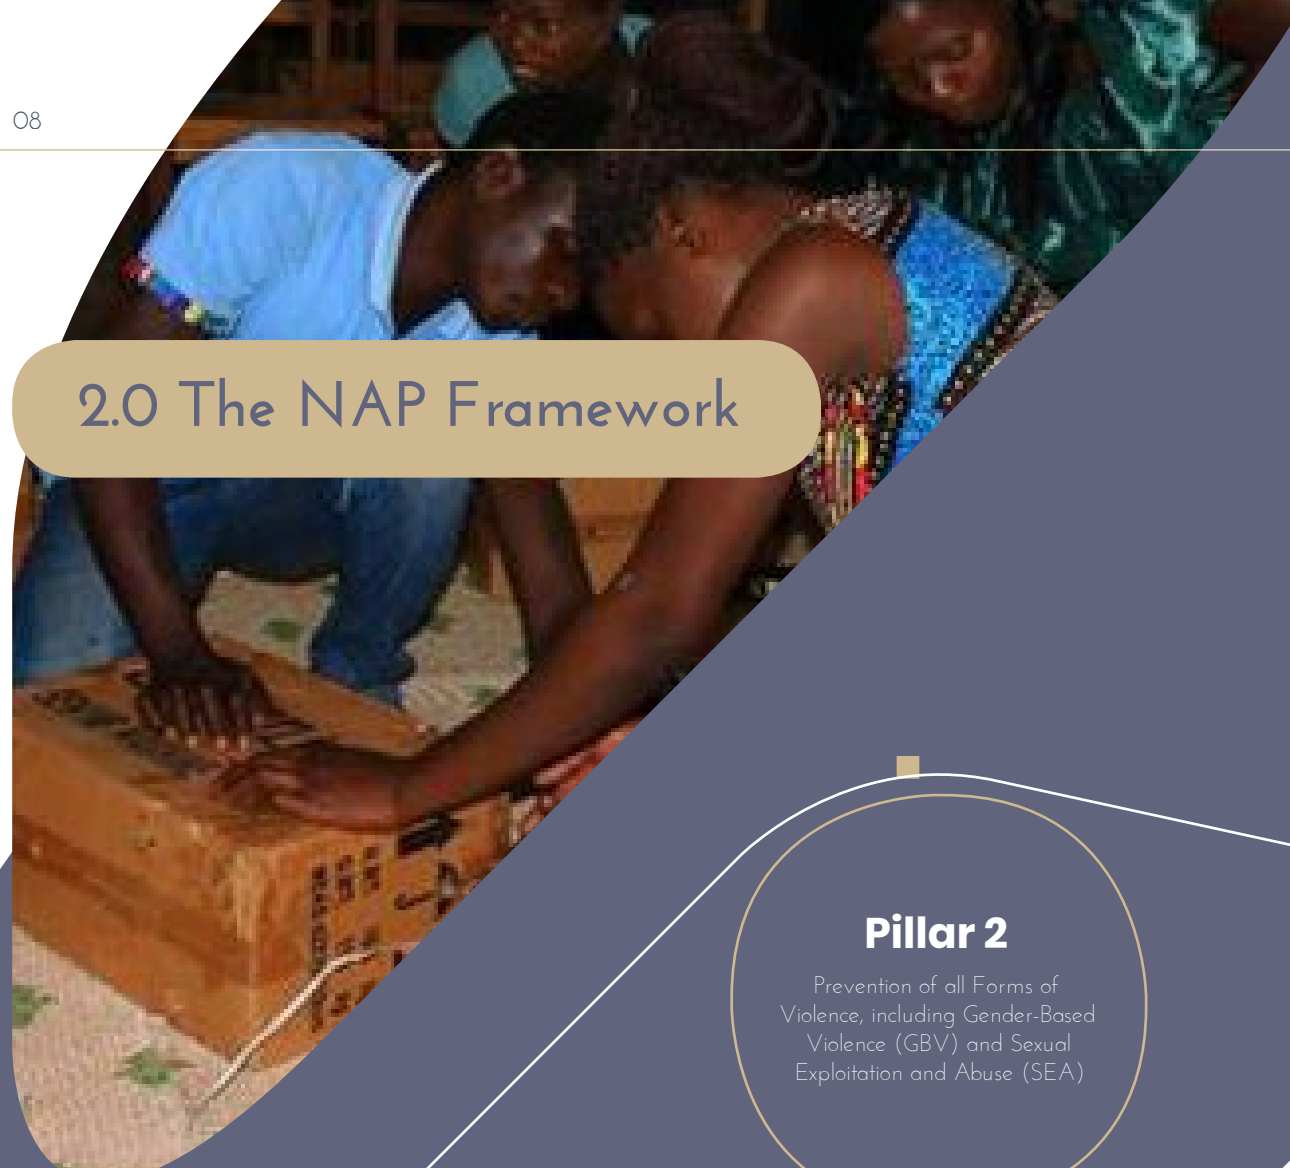 08
2.0 The NAP Framework
Pillar 2
Prevention of all Forms of
Violence, including Gender-Based
Violence (GBV) and Sexual
Exploitation and Abuse (SEA)